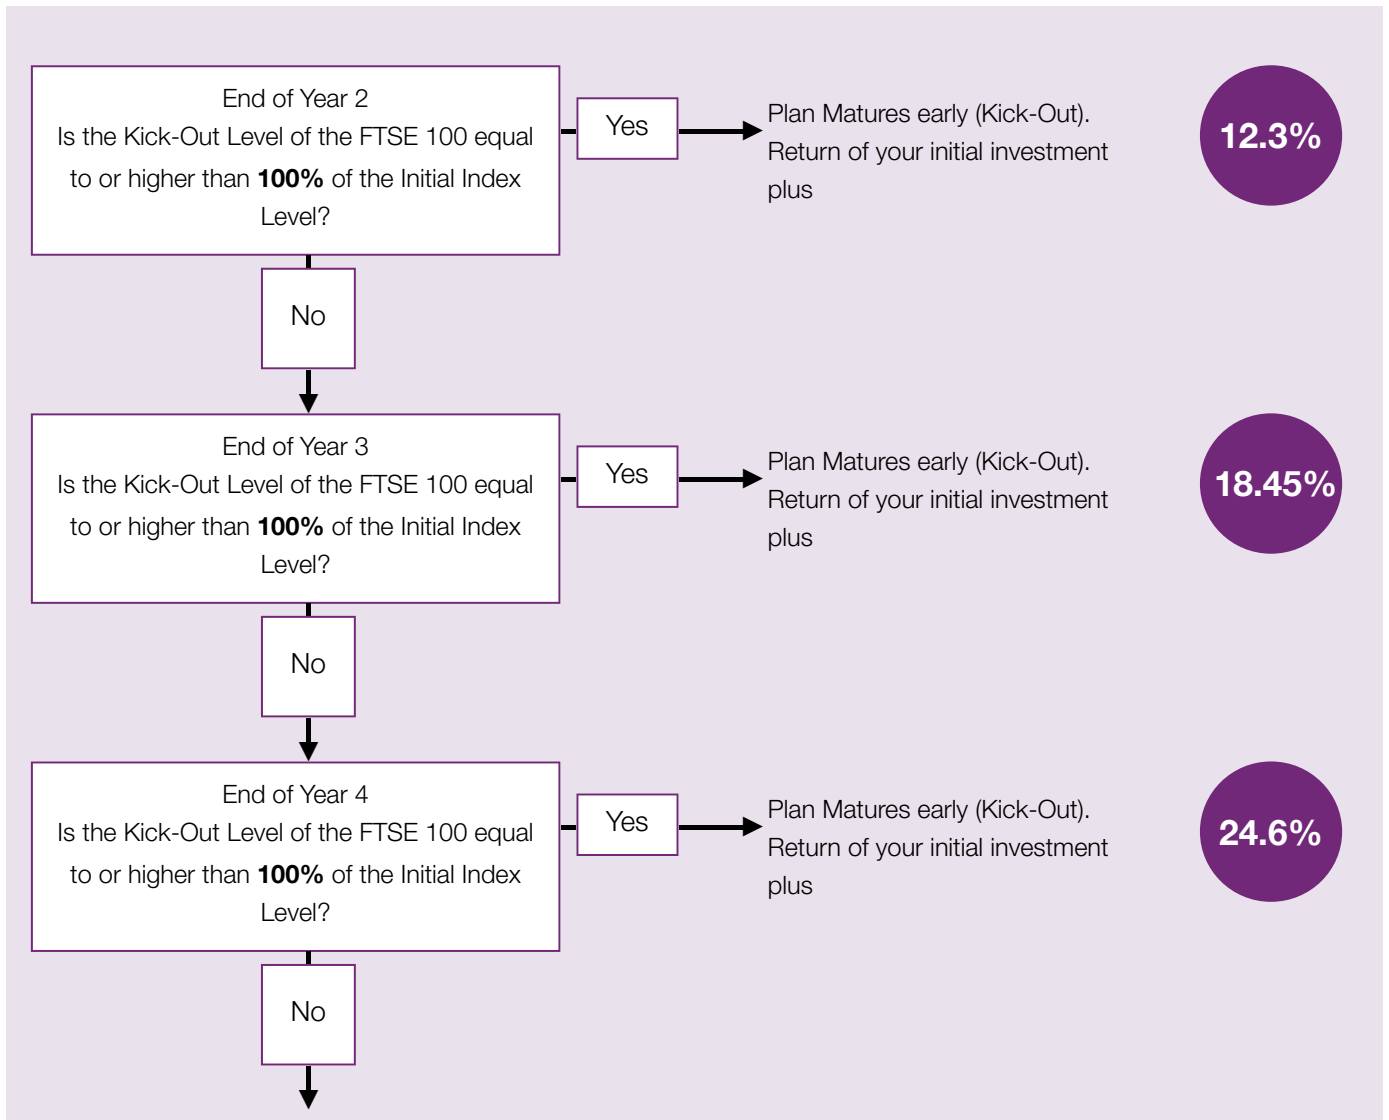 End of Year 2
Is the Kick-Out Level of the FTSE 100 equal
to or higher than 100% of the Initial Index
Level?
Yes
Plan Matures early (Kick-Out).
Return of your initial investment
plus
12.3%
No
End of Year 3
Is the Kick-Out Level of the FTSE 100 equal
to or higher than 100% of the Initial Index
Level?
Yes
Plan Matures early (Kick-Out).
Return of your initial investment
plus
18.45%
No
End of Year 4
Is the Kick-Out Level of the FTSE 100 equal
to or higher than 100% of the Initial Index
Level?
Yes
Plan Matures early (Kick-Out).
Return of your initial investment
plus
24.6%
No